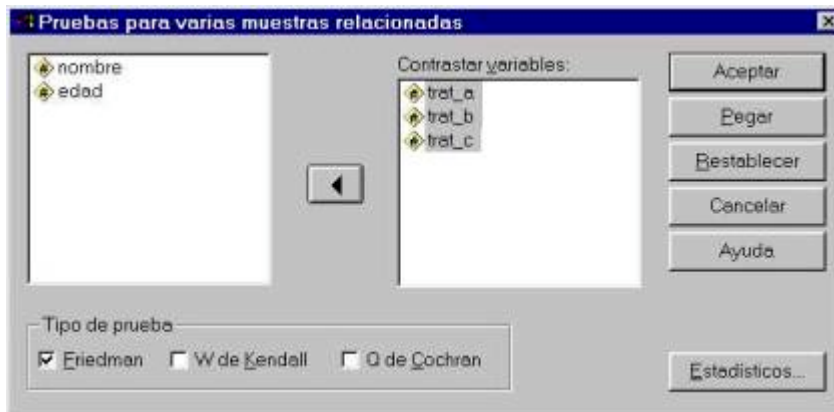 Pruebas para varias muestras relacionadas
nombre
edad
Contrastar variables:
trat_a
trat_b
trat_c
Aceptar
Pegar
Restablecer
Cancelar
Ayuda
Tipo de prueba
Friedman
W de Kendall
Q de Cochran
Estadísticos...